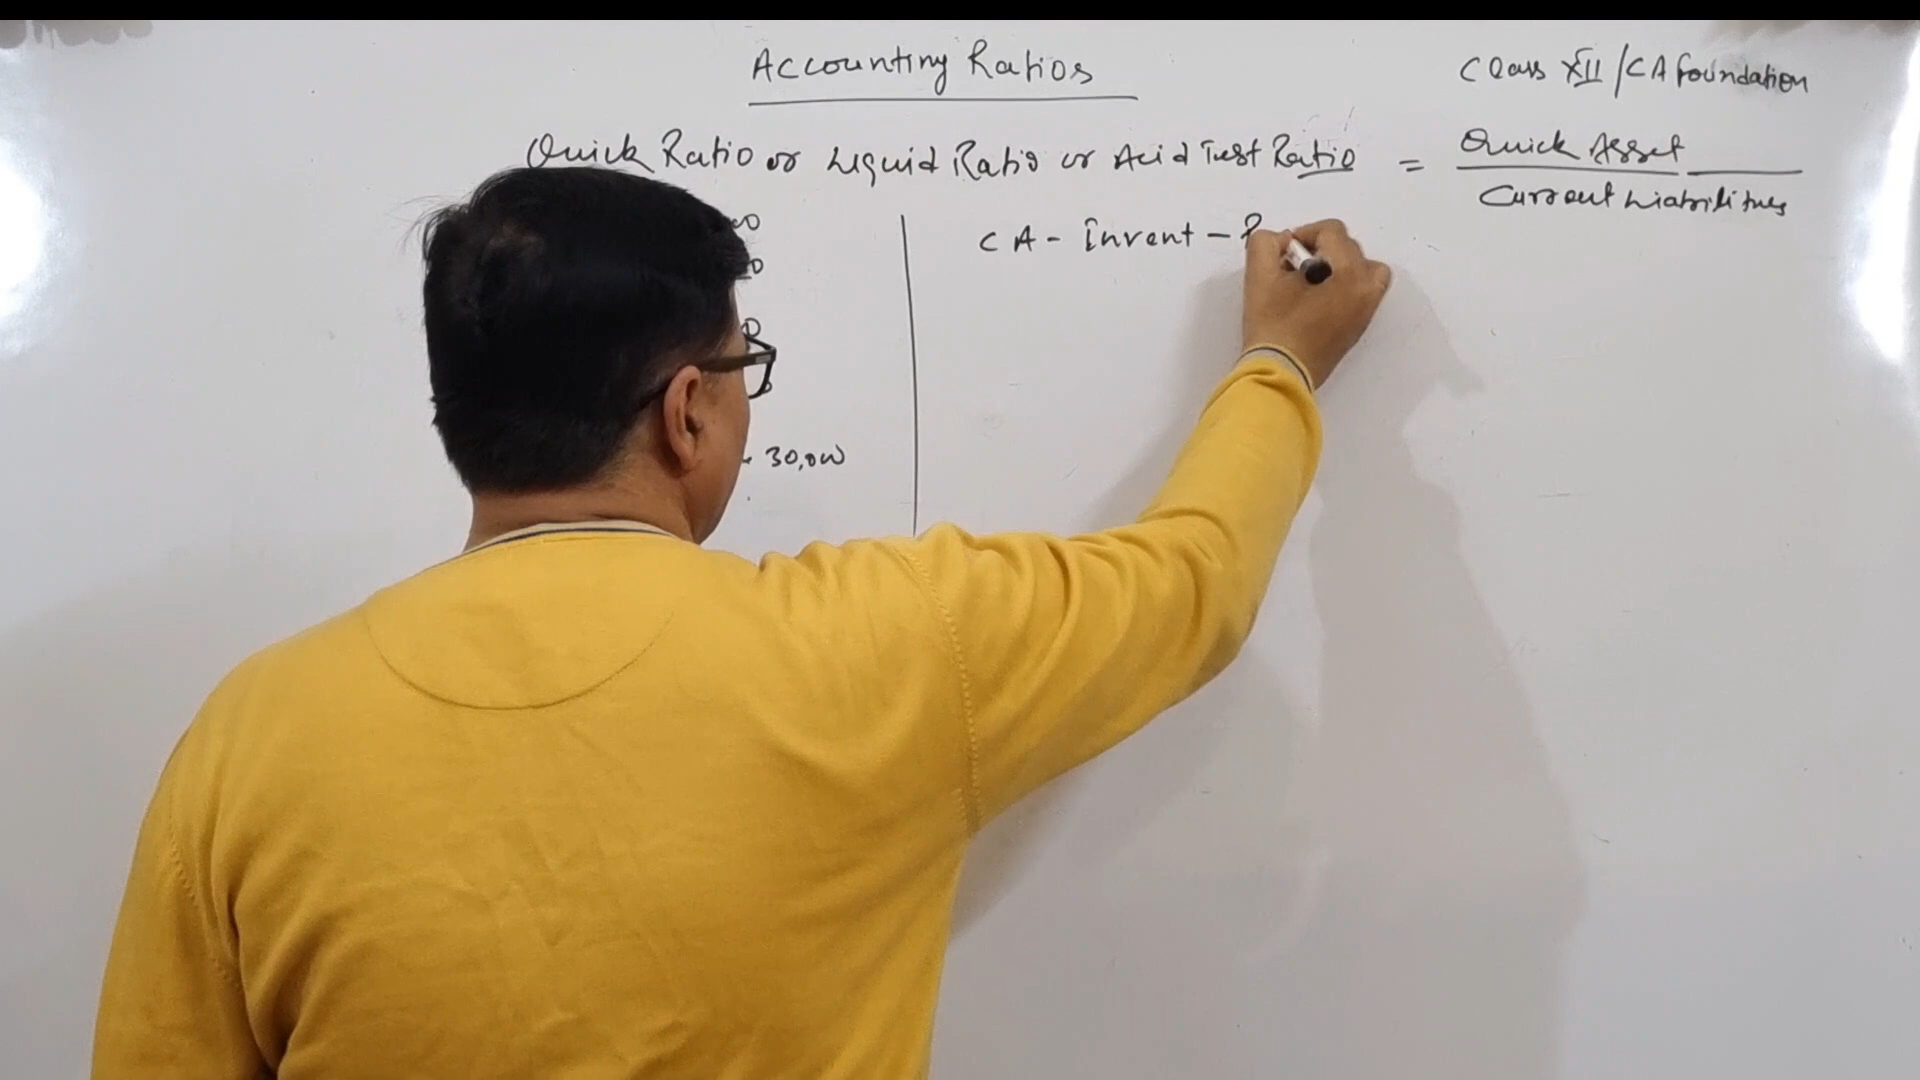 Accounting Ratios
Class XII / CA foundation
Quick Ratio or Liquid Ratio or Acid Test Ratio = Quick Asset
Current Liabilities
CA - Invent - P
30,000